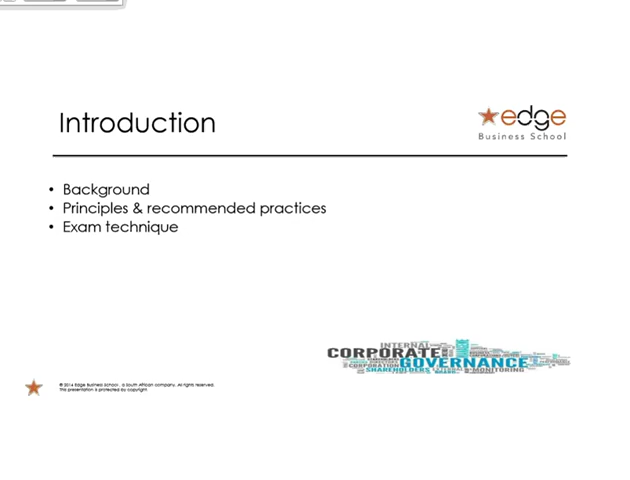 Introduction
edge
Business School
• Background
• Principles & recommended practices
• Exam technique
INTERNAL
CORPORATE
GOVERNANCE
CORPORATION
SHAREHOLDERS
MONITORING
© 2016 Edge Business School, a South African company. All rights reserved.
This presentation is protected by copyright